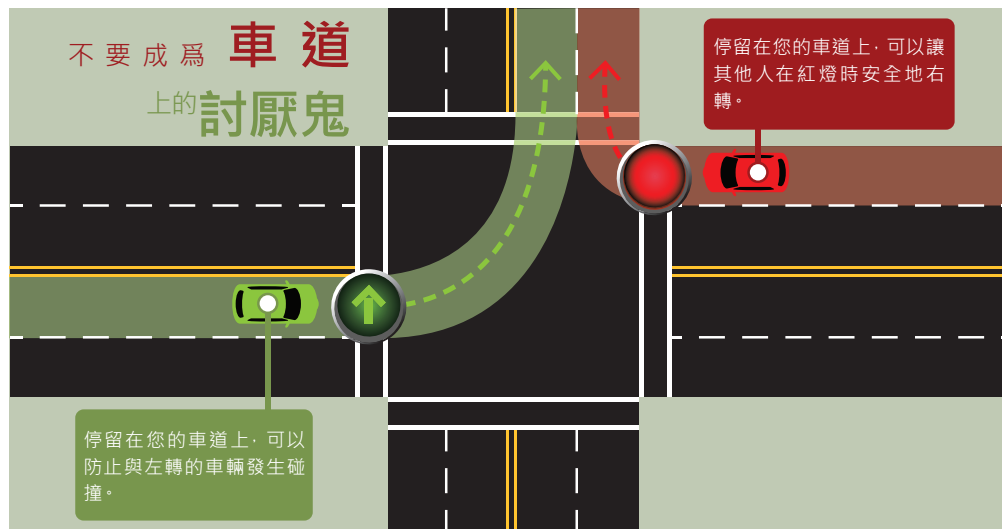 不要成爲 車道
上的討厭鬼
停留在您的車道上，可以讓
其他人在紅燈時安全地右
轉。
停留在您的車道上，可以
防止與左轉的車輛發生碰
撞。